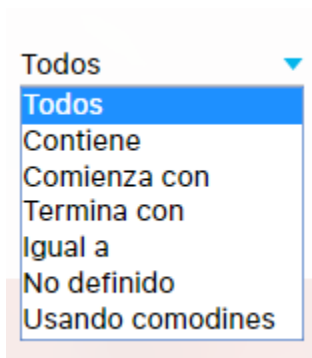 Todos
Todos
Contiene
Comienza con
Termina con
Igual a
No definido
Usando comodines